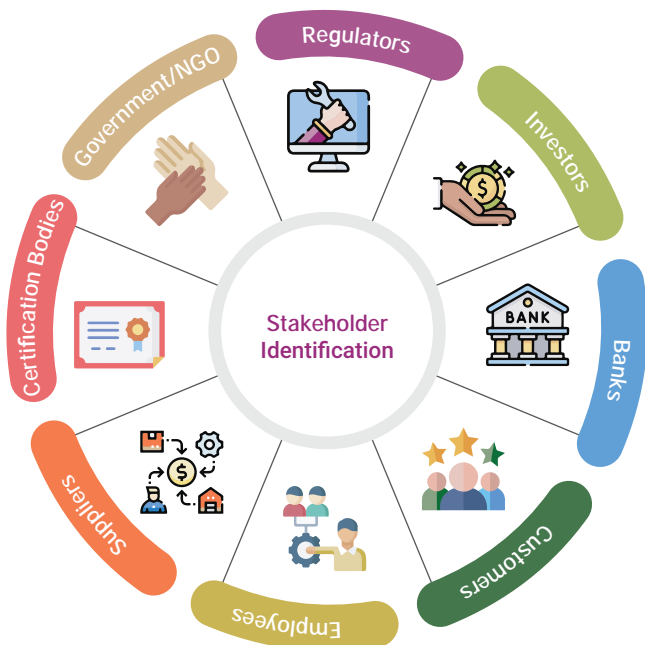 Regulators
Investors
Banks
BANK
Customers
Employees
Suppliers
Certification Bodies
Government/NGO
Stakeholder
Identification
$
$